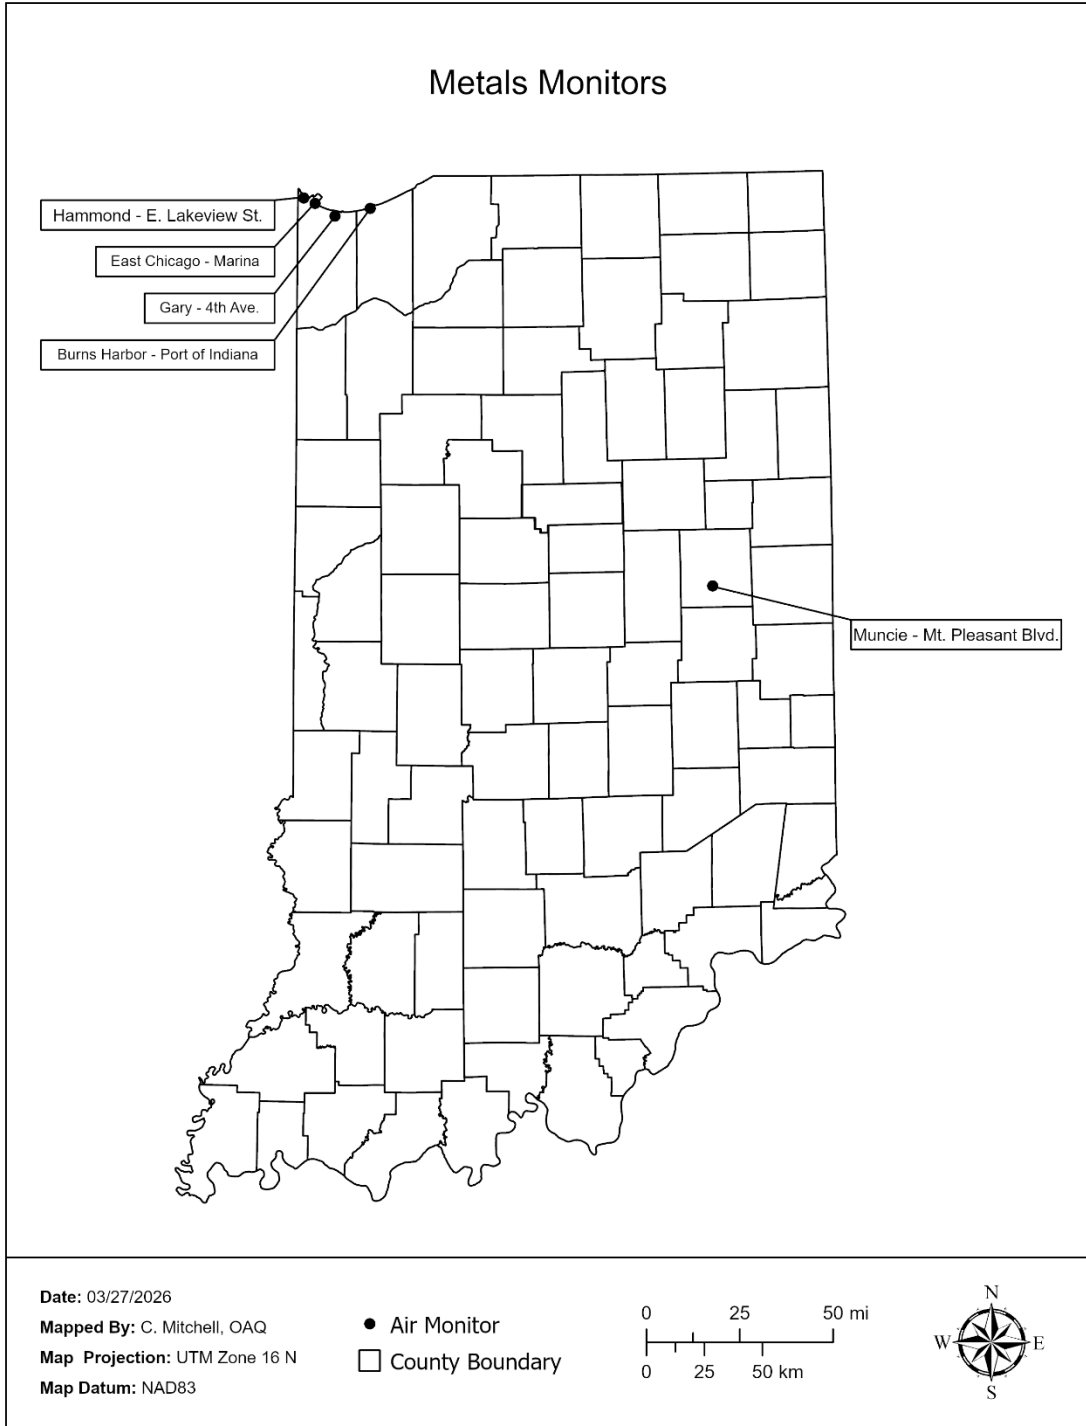 Metals Monitors
Hammond - E. Lakeview St.
East Chicago - Marina
Gary - 4th Ave.
Burns Harbor - Port of Indiana
Muncie - Mt. Pleasant Blvd.
Date: 03/27/2026
Mapped By: C. Mitchell, OAQ
Map Projection: UTM Zone 16 N
Map Datum: NAD83
Air Monitor
County Boundary
0 25 50 mi
0 25 50 km
N
W E
S